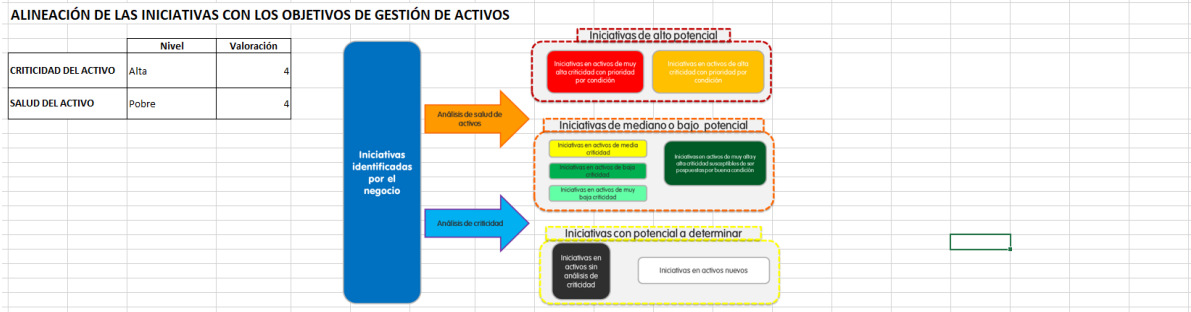 ALINEACIÓN DE LAS INICIATIVAS CON LOS OBJETIVOS DE GESTIÓN DE ACTIVOS
Nivel
Valoración
CRITICIDAD DEL ACTIVO
Alta
4
SALUD DEL ACTIVO
Pobre
4
Iniciativas
identificadas
por el
negocio
Análisis de salud de
activos
Análisis de criticidad
Iniciativas de alto potencial
Iniciativas en activos de muy
alta criticidad con prioridad
por condición
Iniciativas en activos de alta
criticidad con prioridad por
condición
Iniciativas de mediano o bajo potencial
Iniciativas en activos de media
criticidad
Iniciativas en activos de baja
criticidad
Iniciativas en activos de muy
baja criticidad
Iniciativas en activos de muy alta y
alta criticidad susceptibles de ser
pospuestas por buena condición
Iniciativas con potencial a determinar
Iniciativas en
activos sin
análisis de
criticidad
Iniciativas en activos nuevos